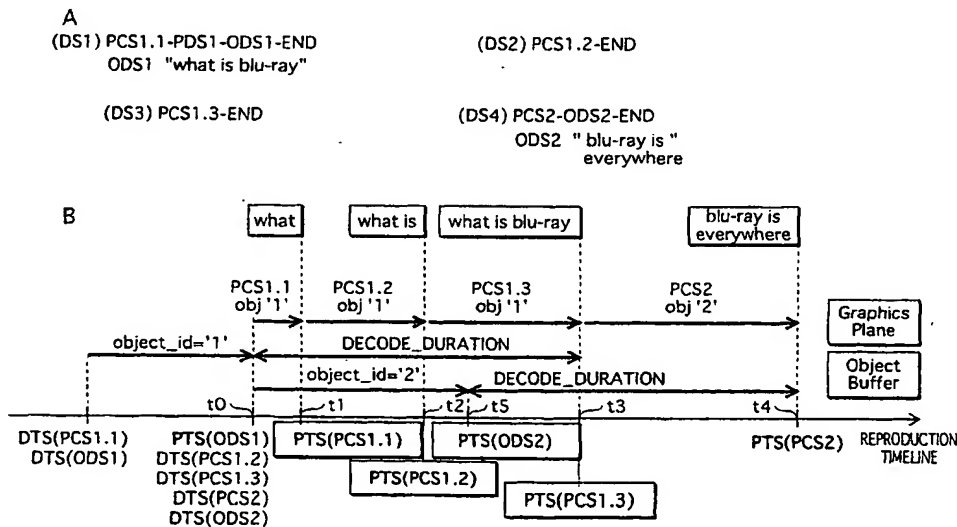 A
(DS1) PCS1.1-PDS1-ODS1-END
ODS1 "what is blu-ray"
(DS2) PCS1.2-END
(DS3) PCS1.3-END
(DS4) PCS2-ODS2-END
ODS2 " blu-ray is "
everywhere
B
what
what is
what is blu-ray
blu-ray is
everywhere
PCS1.1
obj '1'
PCS1.2
obj '1'
PCS1.3
obj '1'
PCS2
obj '2'
Graphics
Plane
object_id='1'
DECODE_DURATION
Object
Buffer
object_id='2'
DECODE_DURATION
t0
t1
t2
t5
t3
t4
DTS(PCS1.1)
DTS(ODS1)
PTS(ODS1)
DTS(PCS1.2)
DTS(PCS1.3)
DTS(PCS2)
DTS(ODS2)
PTS(PCS1.1)
PTS(PCS1.2)
PTS(ODS2)
PTS(PCS1.3)
PTS(PCS2)
REPRODUCTION
TIMELINE